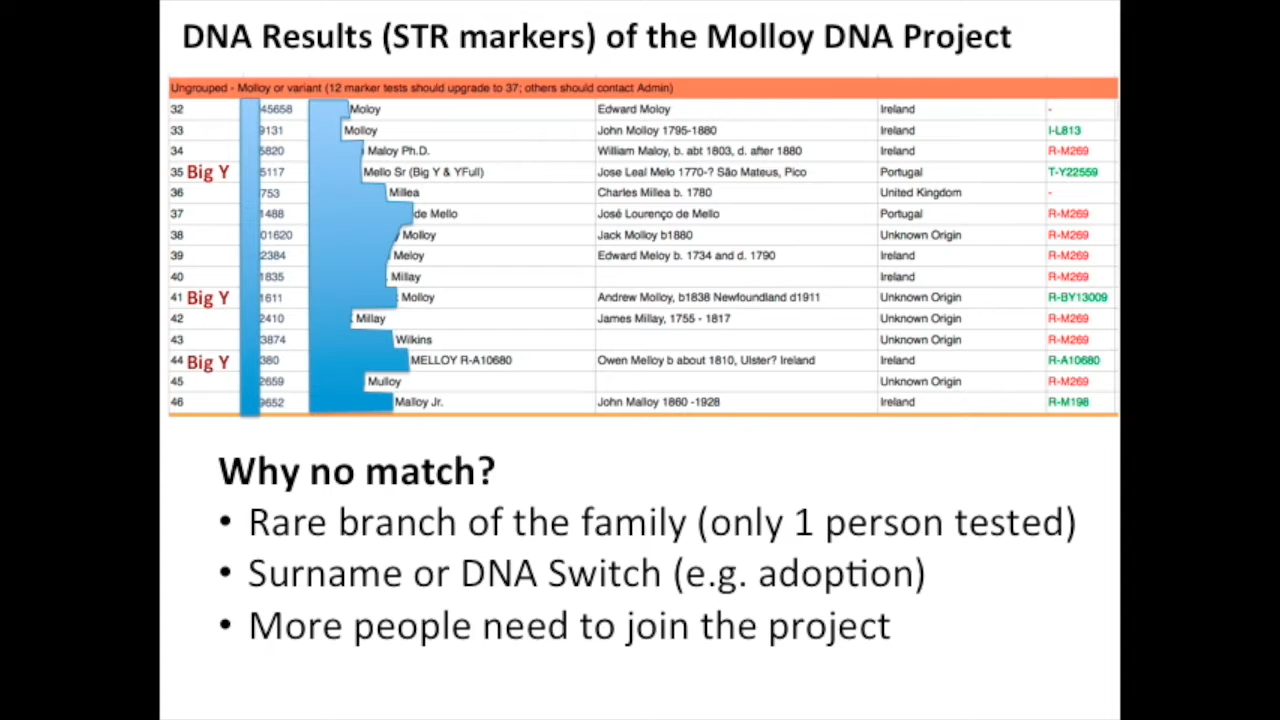 DNA Results (STR markers) of the Molloy DNA Project
Ungrouped - Molloy or variant (12 marker tests should upgrade to 37; others should contact Admin)
32 45658 Moloy Edward Moloy Ireland -
33 9131 Molloy John Molloy 1795-1880 Ireland I-L813
34 5820 Maloy Ph.D. William Maloy, b. abt 1803, d. after 1880 Ireland R-M269
35 Big Y 5117 Mello Sr (Big Y & YFull) Jose Leal Melo 1770-? São Mateus, Pico Portugal T-Y22559
36 753 Millea Charles Millea b. 1780 United Kingdom -
37 1488 de Mello José Lourenço de Mello Portugal R-M269
38 01620 Molloy Jack Molloy b1880 Unknown Origin R-M269
39 2384 Meloy Edward Meloy b. 1734 and d. 1790 Ireland R-M269
40 1835 Millay Ireland R-M269
41 Big Y 1611 Molloy Andrew Molloy, b1838 Newfoundland d1911 Unknown Origin R-BY13009
42 2410 Millay James Millay, 1755 - 1817 Unknown Origin R-M269
43 3874 Wilkins Unknown Origin R-M269
44 Big Y 380 MELLOY R-A10680 Owen Melloy b about 1810, Ulster? Ireland Ireland R-A10680
45 2659 Mulloy Unknown Origin R-M269
46 9652 Malloy Jr. John Malloy 1860 -1928 Ireland R-M198
Why no match?
• Rare branch of the family (only 1 person tested)
• Surname or DNA Switch (e.g. adoption)
• More people need to join the project